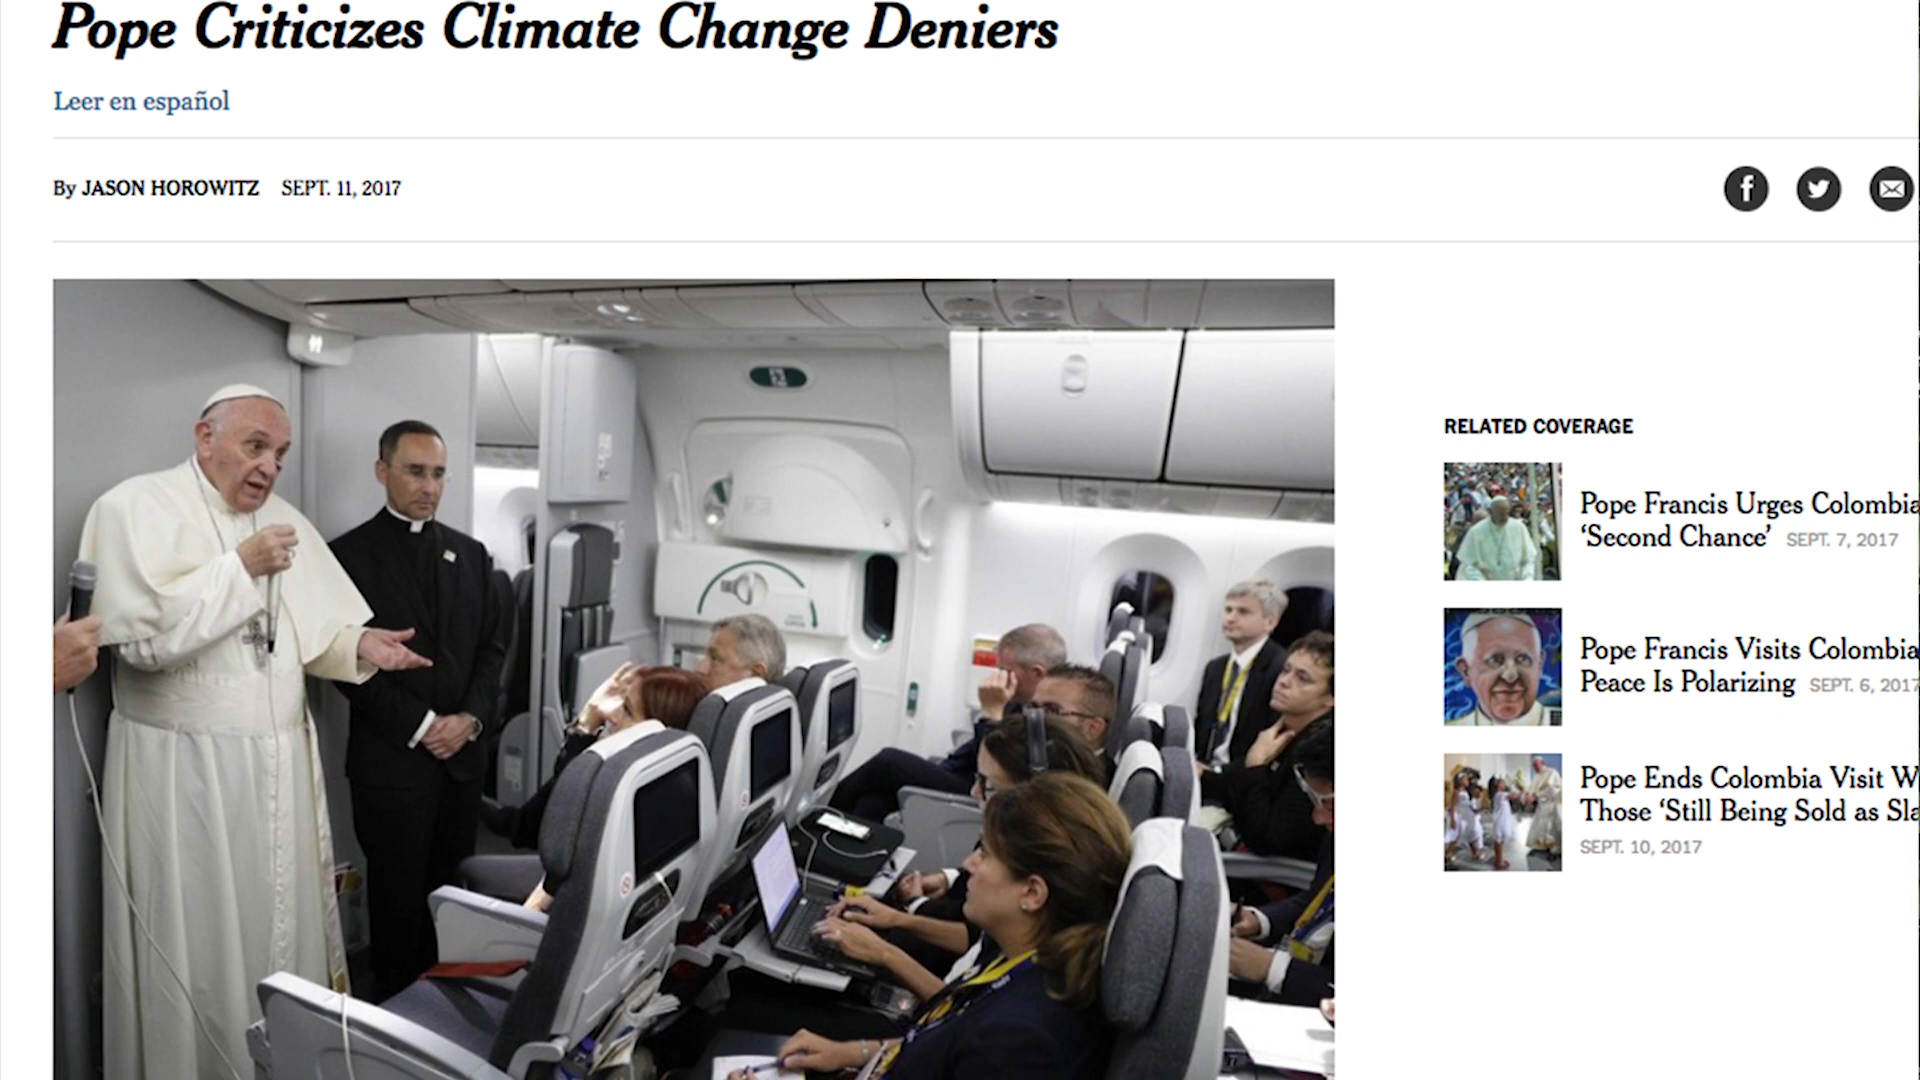 Pope Criticizes Climate Change Deniers
Leer en español
By JASON HOROWITZ SEPT. 11, 2017
RELATED COVERAGE
Pope Francis Urges Colombia
‘Second Chance’ SEPT. 7, 2017
Pope Francis Visits Colombia
Peace Is Polarizing SEPT. 6, 2017
Pope Ends Colombia Visit W
Those ‘Still Being Sold as Sla
SEPT. 10, 2017